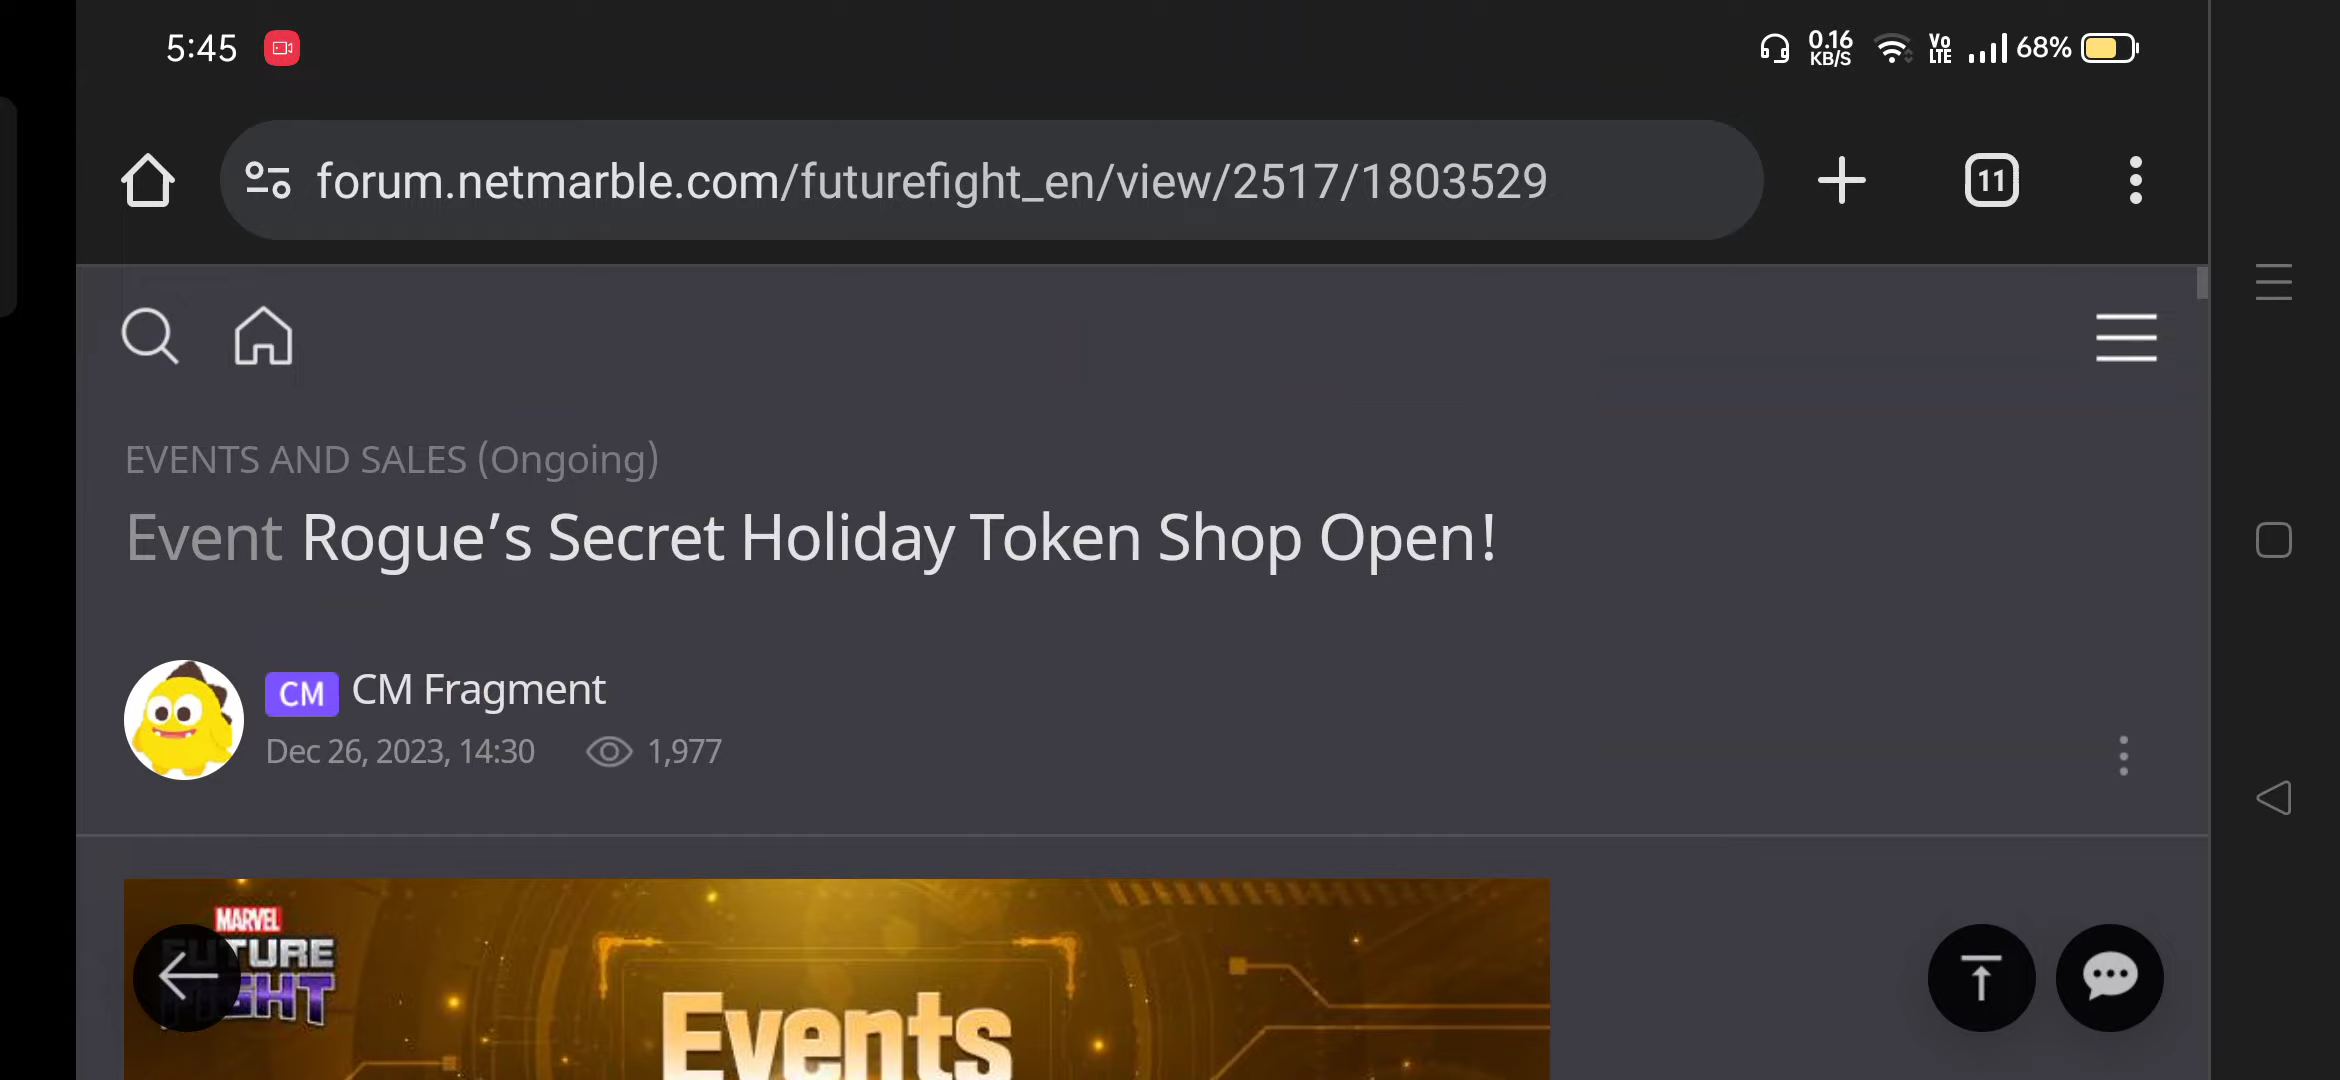 5:45
0.16
KB/S
Vo
LTE
68%
forum.netmarble.com/futurefight_en/view/2517/1803529
11
EVENTS AND SALES (Ongoing)
Event Rogue’s Secret Holiday Token Shop Open!
CM CM Fragment
Dec 26, 2023, 14:30 1,977
MARVEL
FUTURE
FIGHT
Events